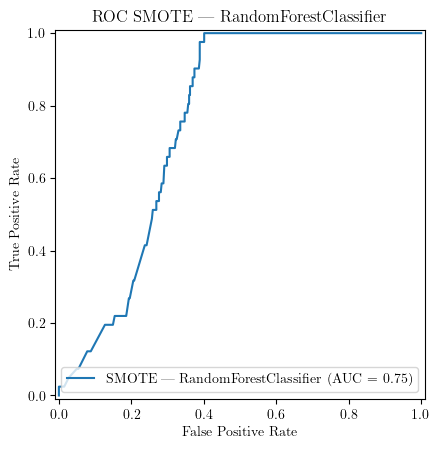 ROC SMOTE — RandomForestClassifier
1.0
0.8
0.6
0.4
0.2
0.0
True Positive Rate
SMOTE — RandomForestClassifier (AUC = 0.75)
0.0 0.2 0.4 0.6 0.8 1.0
False Positive Rate